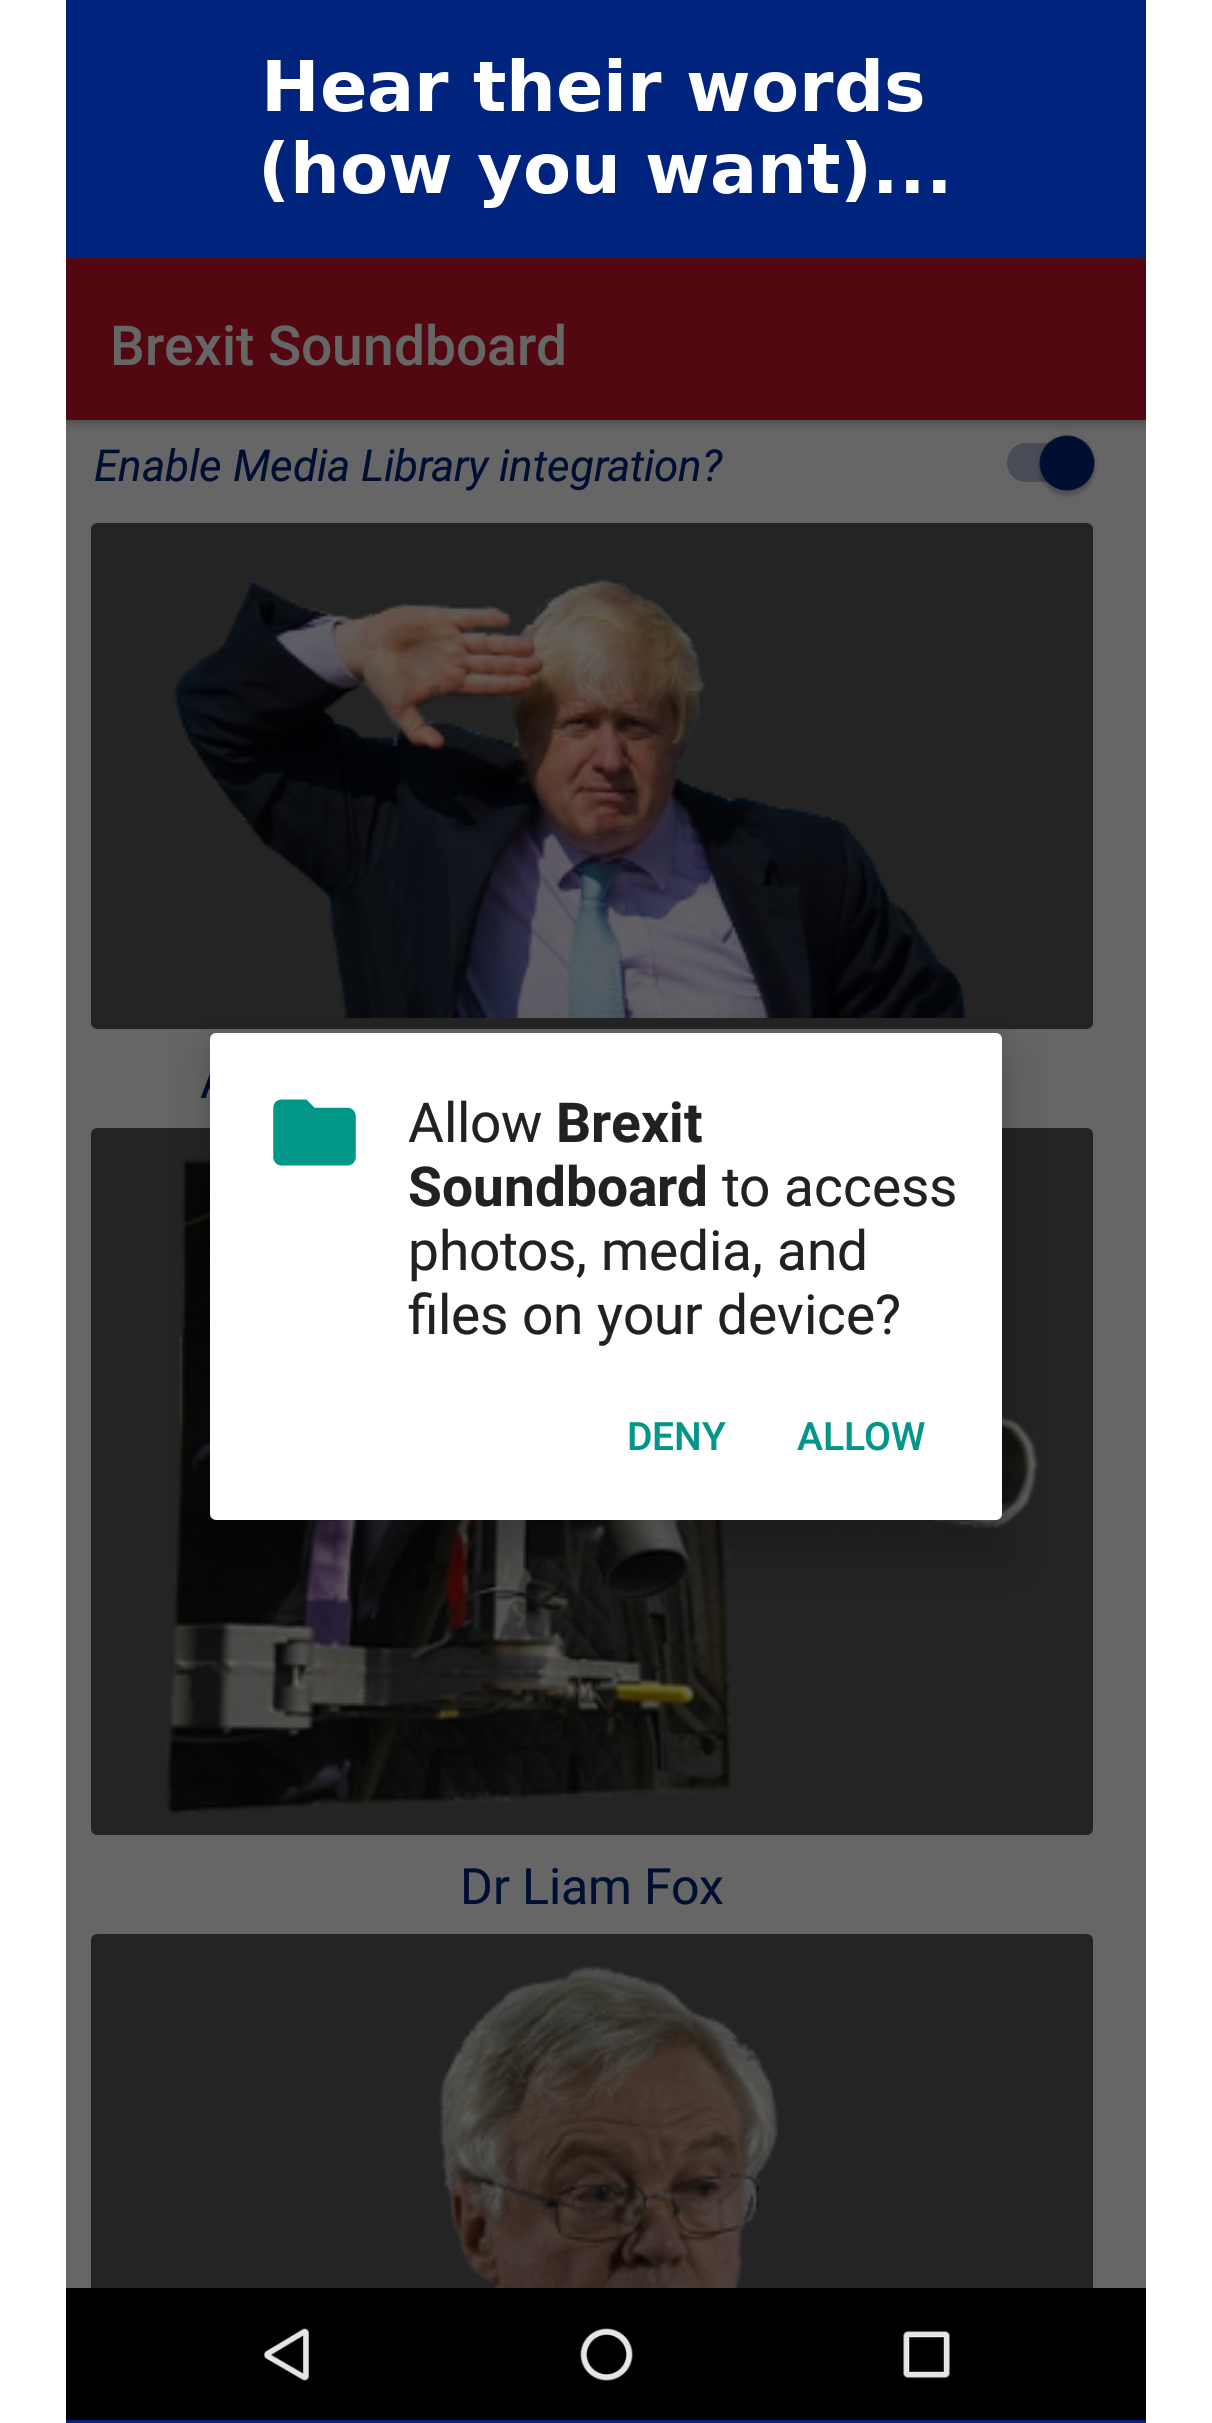 Hear their words
(how you want)...
Brexit Soundboard
Enable Media Library integration?
Allow Brexit
Soundboard to access
photos, media, and
files on your device?
DENY ALLOW
Dr Liam Fox